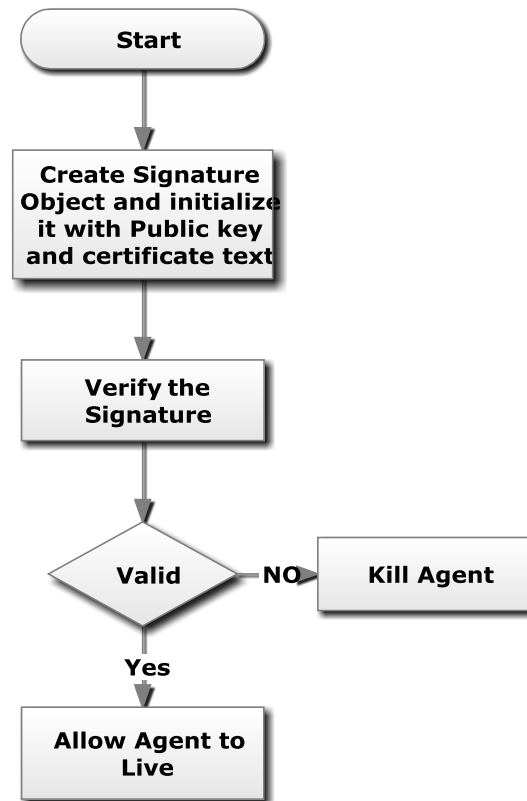 Start
Create Signature
Object and initialize
it with Public key
and certificate text
Verify the
Signature
Valid
NO
Kill Agent
Yes
Allow Agent to
Live